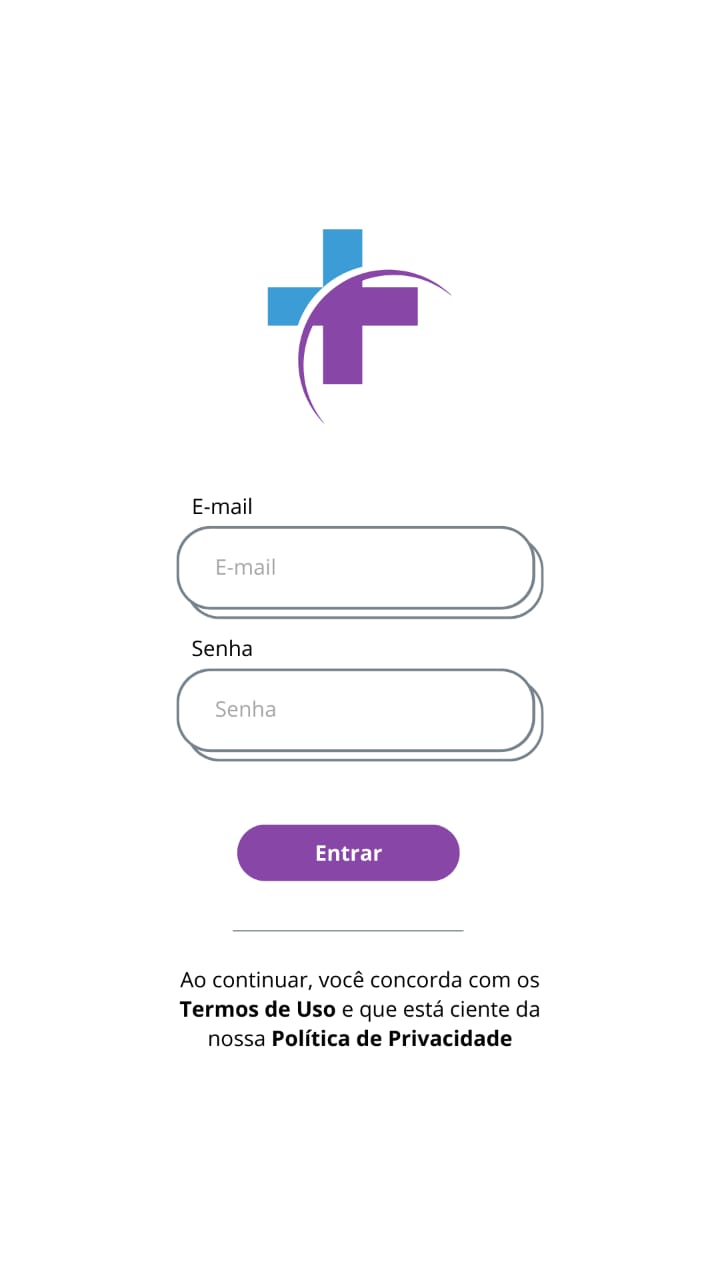 E-mail
E-mail
Senha
Senha
Entrar
Ao continuar, você concorda com os
Termos de Uso e que está ciente da
nossa Política de Privacidade